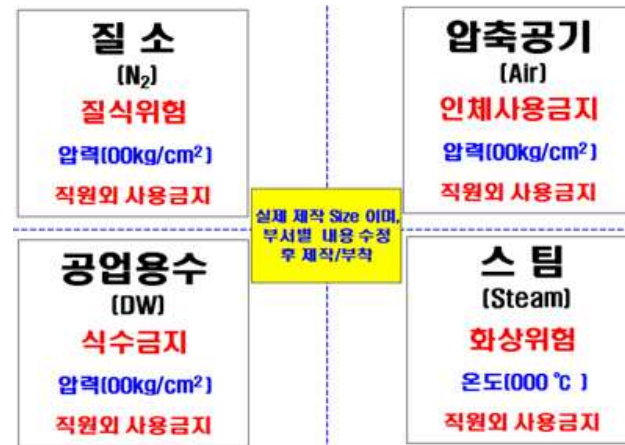 질 소
(N₂)
질식위험
압력(00kg/cm²)
직원외 사용금지
압축공기
(Air)
인체사용금지
압력(00kg/cm²)
직원외 사용금지
실제 제작 Size 이며,
부서별 내용 수정
후 제작/부착
공업용수
(DW)
식수금지
압력(00kg/cm²)
직원외 사용금지
스 팀
(Steam)
화상위험
온도(000 ℃ )
직원외 사용금지